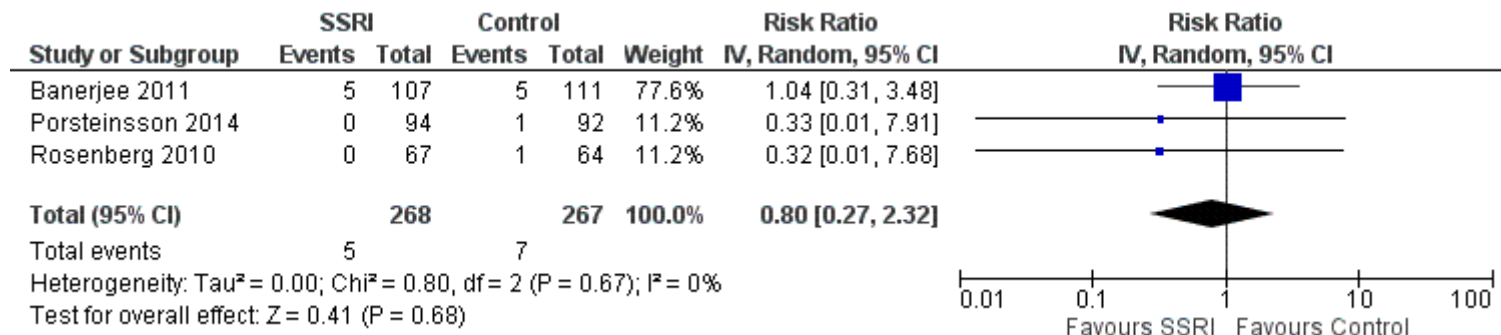 SSRI Control Risk Ratio Risk Ratio
Study or Subgroup Events Total Events Total Weight IV, Random, 95% CI IV, Random, 95% CI
Banerjee 2011 5 107 5 111 77.6% 1.04 [0.31, 3.48]
Porsteinsson 2014 0 94 1 92 11.2% 0.33 [0.01, 7.91]
Rosenberg 2010 0 67 1 64 11.2% 0.32 [0.01, 7.68]
Total (95% CI) 268 267 100.0% 0.80 [0.27, 2.32]
Total events 5 7
Heterogeneity: Tau² = 0.00; Chi² = 0.80, df = 2 (P = 0.67); I² = 0%
Test for overall effect: Z = 0.41 (P = 0.68)
0.01 0.1 1 10 100
Favours SSRI Favours Control